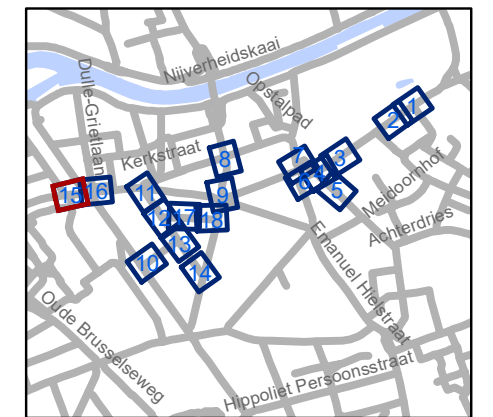 Nijverheidskaai
Dulle-Grietlaan
Opstalpad
Kerkstraat
1
2
3
4
5
6
7
8
9
10
11
12
13
14
15
16
17
18
Meidoornhof
Achterdries
Emanuel Hielstraat
Oude Brusselseweg
Hippoliet Persoonsstraat